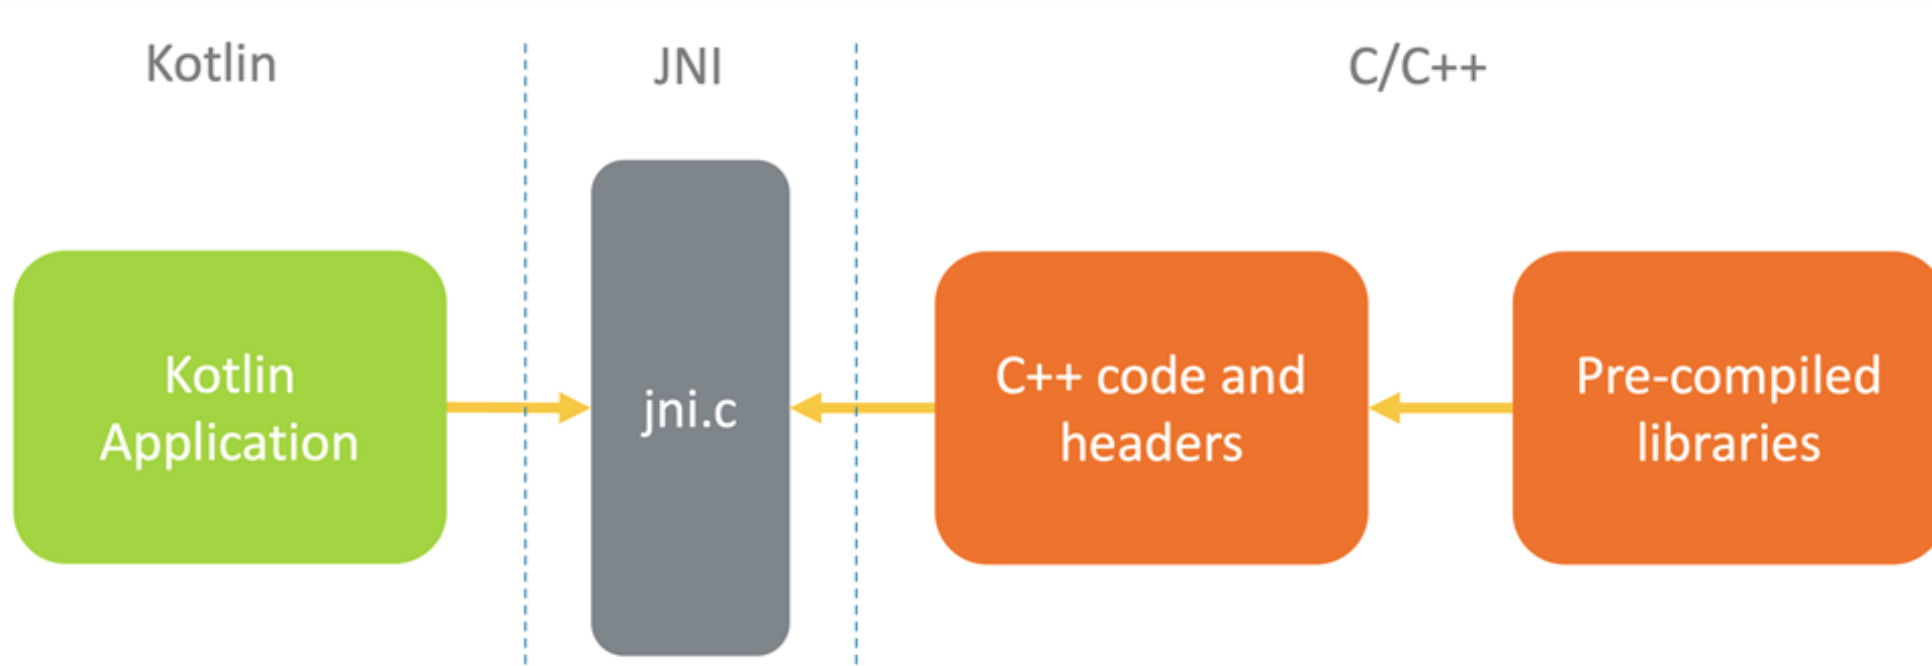 Kotlin
JNI
C/C++
Kotlin
Application
jni.c
C++ code and
headers
Pre-compiled
libraries